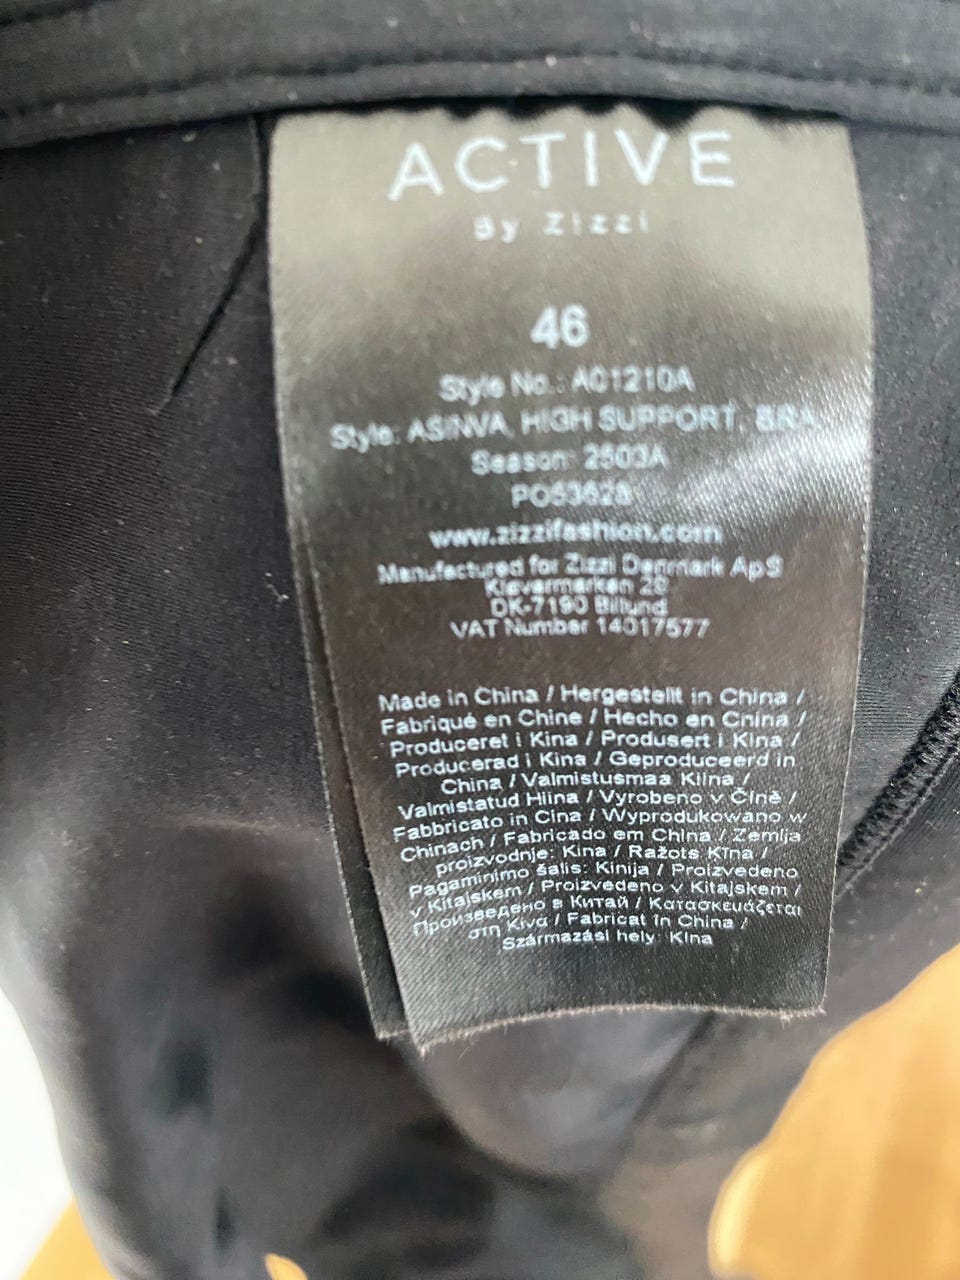 ACTIVE
By Zizzi
46
Style No.: AC1210A
Style: ASINVA, HIGH SUPPORT, BRA
Season: 2503A
PO53628
www.zizzifashion.com
Manufactured for Zizzi Denmark ApS
Kløvermarken 29
DK-7190 Billund
VAT Number 14017577
Made in China / Hergestellt in China /
Fabriqué en Chine / Hecho en China /
Produceret i Kina / Produsert i Kina /
Producerad i Kina / Geproduceerd in
China / Valmistusmaa Kiina /
Valmistatud Hiina / Vyrobeno v Číně /
Fabbricato in Cina / Wyprodukowano w
Chinach / Fabricado em China / Zemlja
proizvodnje: Kina / Ražots Ķīna /
Pagaminimo šalis: Kinija / Proizvedeno
v Kitajskem / Proizvedeno v Kitajskem /
Произведено в Китай / Κατασκευάζεται
στη Κίνα / Fabricat în China /
Származási hely: Kína